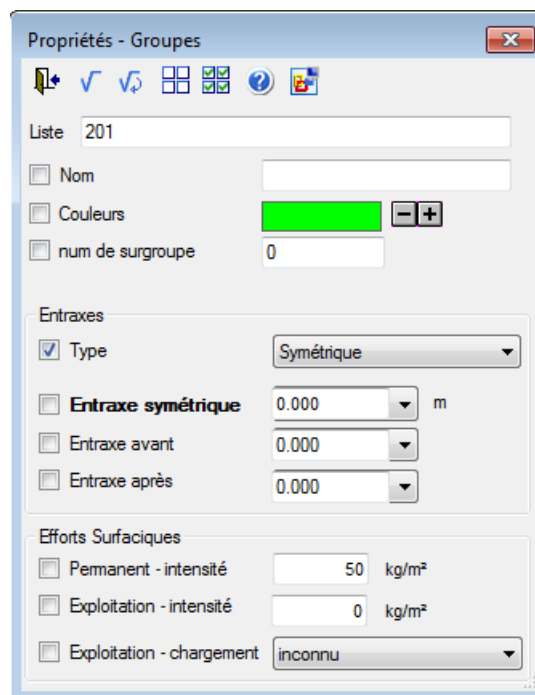 Propriétés - Groupes
Liste 201
Nom
Couleurs
num de surgroupe 0
Entraxes
Type Symétrique
Entraxe symétrique 0.000 m
Entraxe avant 0.000
Entraxe après 0.000
Efforts Surfaciques
Permanent - intensité 50 kg/m²
Exploitation - intensité 0 kg/m²
Exploitation - chargement inconnu